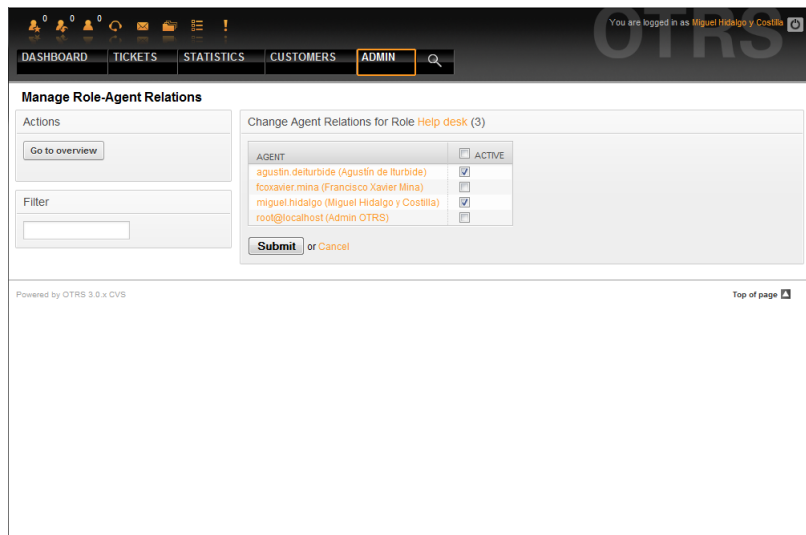 0 0 0
You are logged in as Miguel Hidalgo y Costilla
OTRS
DASHBOARD TICKETS STATISTICS CUSTOMERS ADMIN
Manage Role-Agent Relations
Actions
Go to overview
Filter
Change Agent Relations for Role Help desk (3)
AGENT ACTIVE
agustin.deiturbide (Agustín de Iturbide)
fcoxavier.mina (Francisco Xavier Mina)
miguel.hidalgo (Miguel Hidalgo y Costilla)
root@localhost (Admin OTRS)
Submit or Cancel
Powered by OTRS 3.0.x CVS
Top of page